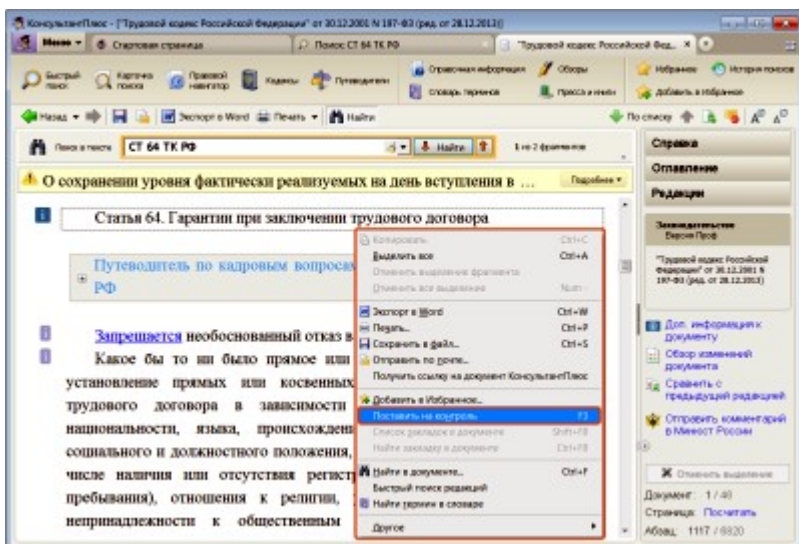 КонсультантПлюс - ["Трудовой кодекс Российской Федерации" от 30.12.2001 N 197-ФЗ (ред. от 28.12.2013)]
Меню
Стартовая страница
Поиск: СТ 64 ТК РФ
"Трудовой кодекс Российской Фед...
Быстрый поиск
Карточка поиска
Правовой навигатор
Кодексы
Путеводители
Справочная информация
Словарь терминов
Обзоры
Пресса и книги
Избранное
Добавить в Избранное
История поисков
Назад
Экспорт в Word
Печать
Найти
По списку
Поиск в тексте
СТ 64 ТК РФ
Найти
1 из 2 фрагментов
О сохранении уровня фактически реализуемых на день вступления в ...
Подробнее
Статья 64. Гарантии при заключении трудового договора
Путеводитель по кадровым вопросам
РФ
Запрещается необоснованный отказ в
Какое бы то ни было прямое или
установление прямых или косвенных
трудового договора в зависимости
национальности, языка,
социального и должностного положения,
числе наличия или отсутствия
пребывания), отношения к религии,
непринадлежности к общественным
Копировать Ctrl+C
Выделить все Ctrl+A
Отменить выделение фрагмента
Отменить все выделения Num -
Экспорт в Word Ctrl+W
Печать... Ctrl+P
Сохранить в файл... Ctrl+S
Отправить по почте...
Получить ссылку на документ КонсультантПлюс
Добавить в Избранное...
Поставить на контроль F3
Список закладок в документе Shift+F8
Найти закладку в документе Ctrl+F8
Найти в документе... Ctrl+F
Быстрый поиск редакций
Найти термин в словаре
Другое
Справка
Оглавление
Редакции
Законодательство
Версия Проф
"Трудовой кодекс Российской
Федерации" от 30.12.2001 N
197-ФЗ (ред. от 28.12.2013)
Доп. информация к
документу
Обзор изменений
документа
Сравнить с
предыдущей редакцией
Отправить комментарий
в Минюст России
Отменить выделение
Документ: 1 / 46
Страница: Посчитать
Абзац: 1117 / 6820